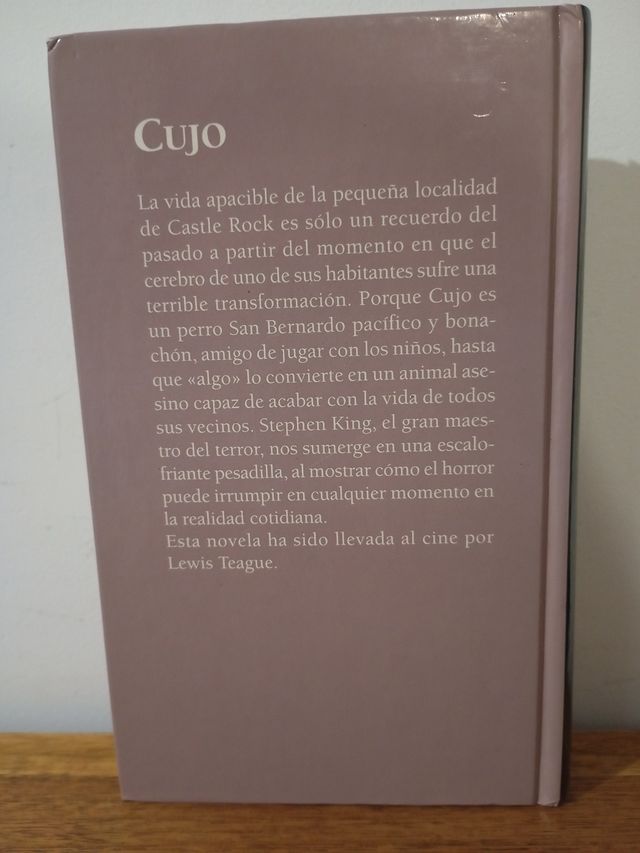 Cujo
La vida apacible de la pequeña localidad
de Castle Rock es sólo un recuerdo del
pasado a partir del momento en que el
cerebro de uno de sus habitantes sufre una
terrible transformación. Porque Cujo es
un perro San Bernardo pacífico y bona-
chón, amigo de jugar con los niños, hasta
que «algo» lo convierte en un animal ase-
sino capaz de acabar con la vida de todos
sus vecinos. Stephen King, el gran maes-
tro del terror, nos sumerge en una escalo-
friante pesadilla, al mostrar cómo el horror
puede irrumpir en cualquier momento en
la realidad cotidiana.
Esta novela ha sido llevada al cine por
Lewis Teague.